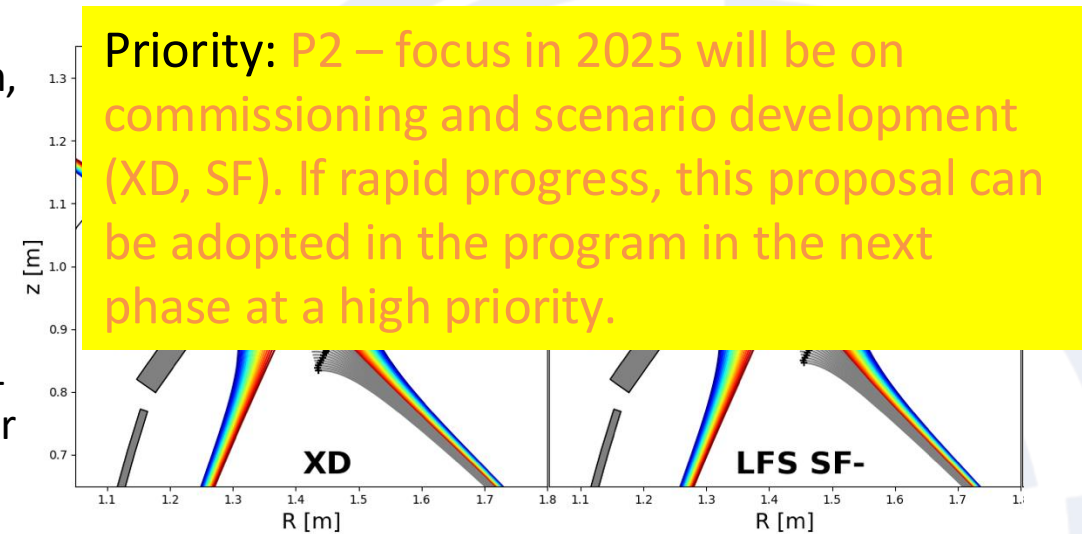 Priority: P2 – focus in 2025 will be on
commissioning and scenario development
(XD, SF). If rapid progress, this proposal can
be adopted in the program in the next
phase at a high priority.
1.3
1.2
1.1
1.0
0.9
0.8
0.7
z [m]
XD
LFS SF-
1.1 1.2 1.3 1.4 1.5 1.6 1.7 1.8 1.1 1.2 1.3 1.4 1.5 1.6 1.7
R [m] R [m]